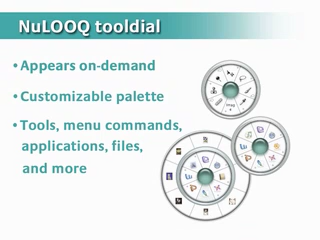 NuLOOQ tooldial
• Appears on-demand
• Customizable palette
• Tools, menu commands,
applications, files,
and more